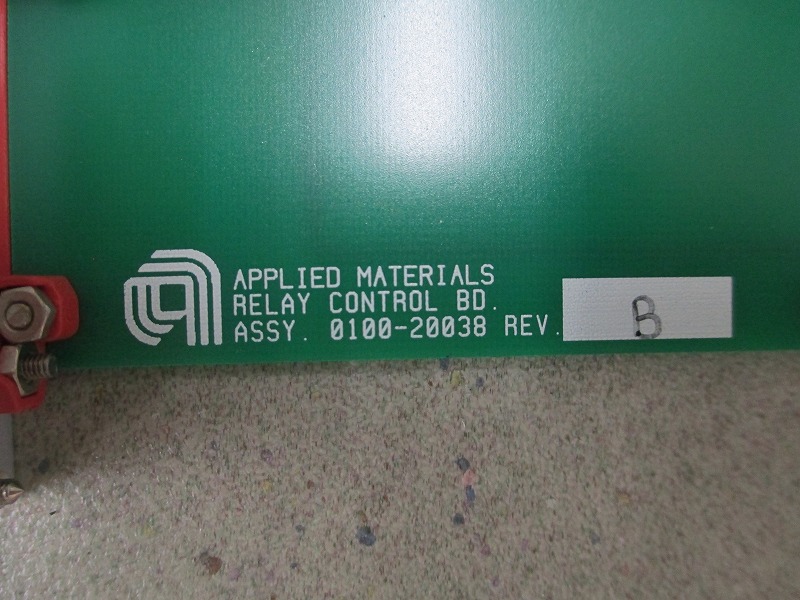 APPLIED MATERIALS
RELAY CONTROL BD.
ASSY. 0100-20038 REV. B